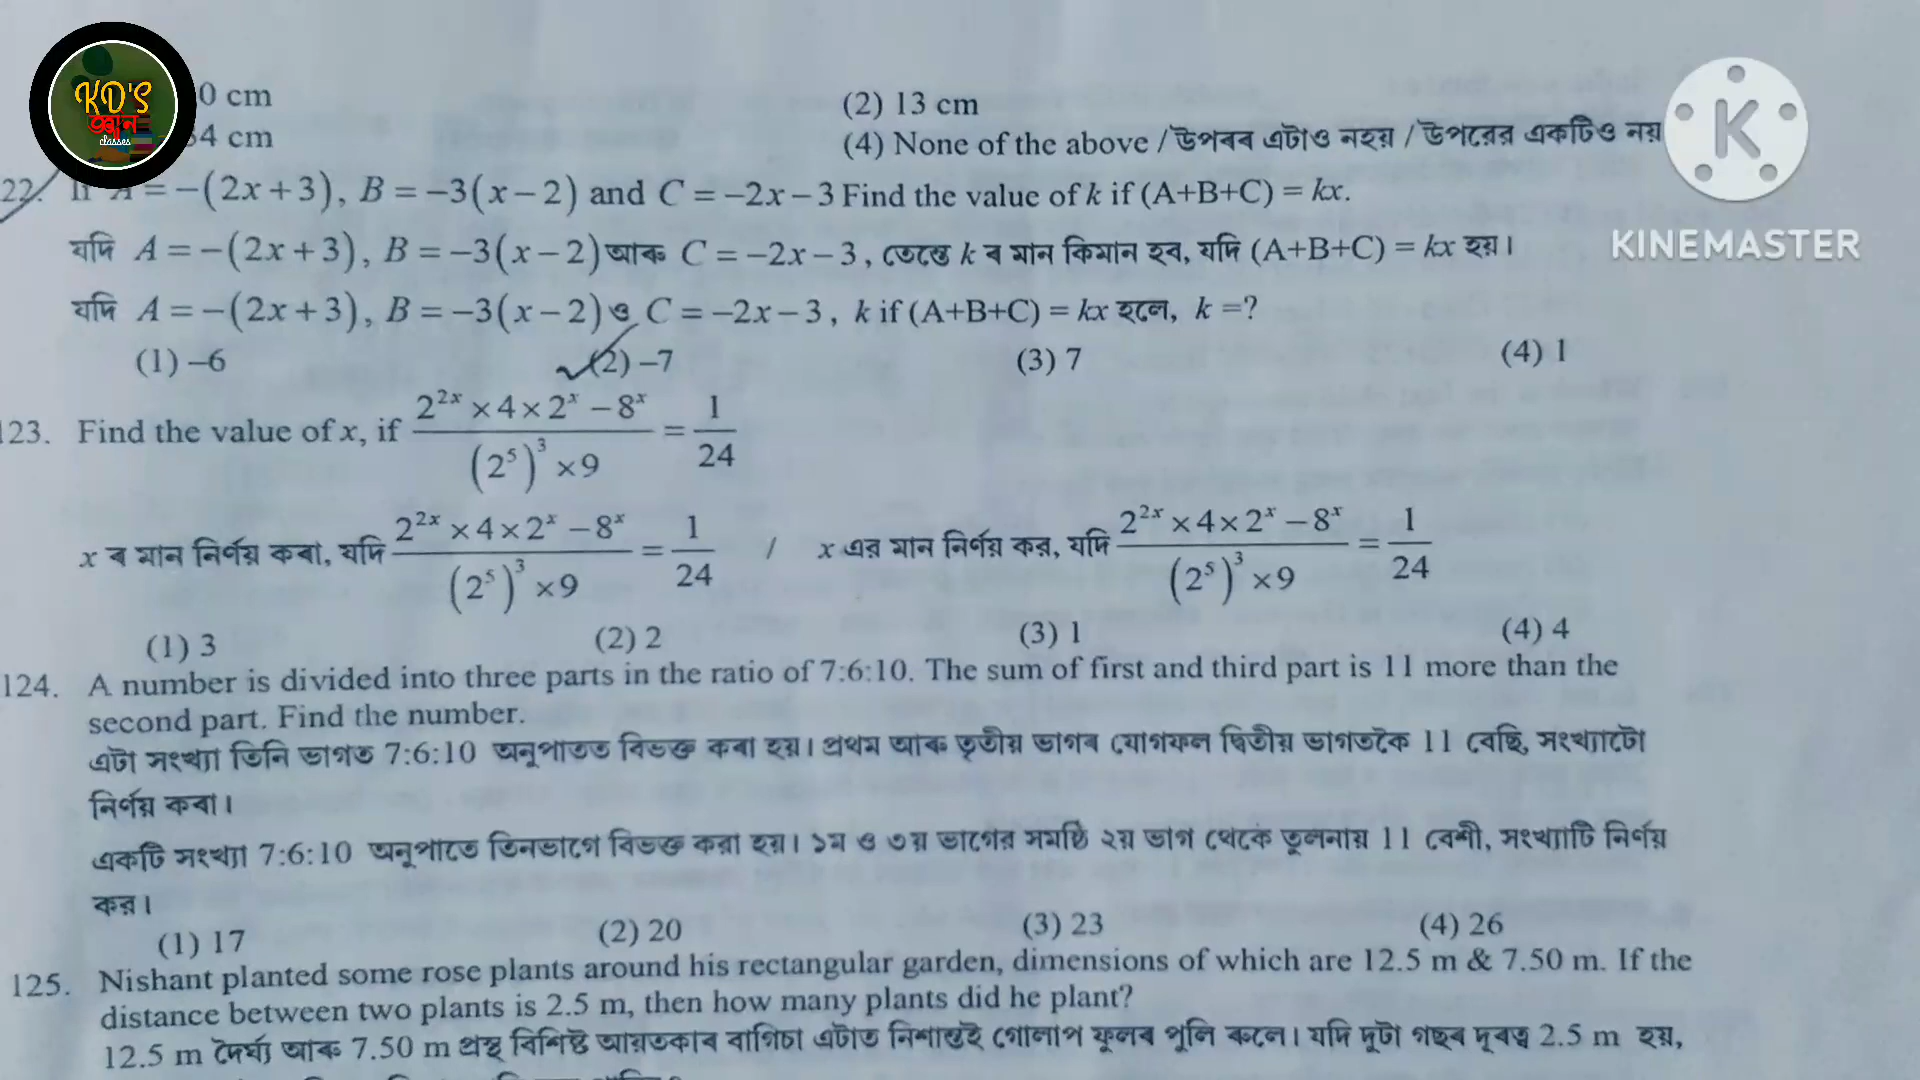 KD'S
জ্ঞান
classes
0 cm
(2) 13 cm
4 cm
(4) None of the above / উপৰৰ এটাও নহয় / উপরের একটিও নয়
KINEMASTER
22. If A = −(2x+3), B = −3(x−2) and C = −2x−3 Find the value of k if (A+B+C) = kx.
যদি A = −(2x+3), B = −3(x−2) আৰু C = −2x−3, তেন্তে k ৰ মান কিমান হব, যদি (A+B+C) = kx হয়।
যদি A = −(2x+3), B = −3(x−2) ও C = −2x−3, k if (A+B+C) = kx হলে, k =?
(1) –6 (2) –7 (3) 7 (4) 1
123. Find the value of x, if (2^{2x} × 4 × 2^x − 8^x) / ((2^5)^3 × 9) = 1/24
x ৰ মান নিৰ্ণয় কৰা, যদি (2^{2x} × 4 × 2^x − 8^x) / ((2^5)^3 × 9) = 1/24 / x এর মান নির্ণয় কর, যদি (2^{2x} × 4 × 2^x − 8^x) / ((2^5)^3 × 9) = 1/24
(1) 3 (2) 2 (3) 1 (4) 4
124. A number is divided into three parts in the ratio of 7:6:10. The sum of first and third part is 11 more than the
second part. Find the number.
এটা সংখ্যা তিনি ভাগত 7:6:10 অনুপাতত বিভক্ত কৰা হয়। প্ৰথম আৰু তৃতীয় ভাগৰ যোগফল দ্বিতীয় ভাগতকৈ 11 বেছি, সংখ্যাটো
নিৰ্ণয় কৰা।
একটি সংখ্যা 7:6:10 অনুপাতে তিনভাগে বিভক্ত করা হয়। ১ম ও ৩য় ভাগের সমষ্ঠি ২য় ভাগ থেকে তুলনায় 11 বেশী, সংখ্যাটি নির্ণয়
কর।
(1) 17 (2) 20 (3) 23 (4) 26
125. Nishant planted some rose plants around his rectangular garden, dimensions of which are 12.5 m & 7.50 m. If the
distance between two plants is 2.5 m, then how many plants did he plant?
12.5 m দৈৰ্ঘ্য আৰু 7.50 m প্ৰস্থ বিশিষ্ট আয়তকাৰ বাগিচা এটাত নিশান্তই গোলাপ ফুলৰ পুলি ৰুলে। যদি দুটা গছৰ দূৰত্ব 2.5 m হয়,